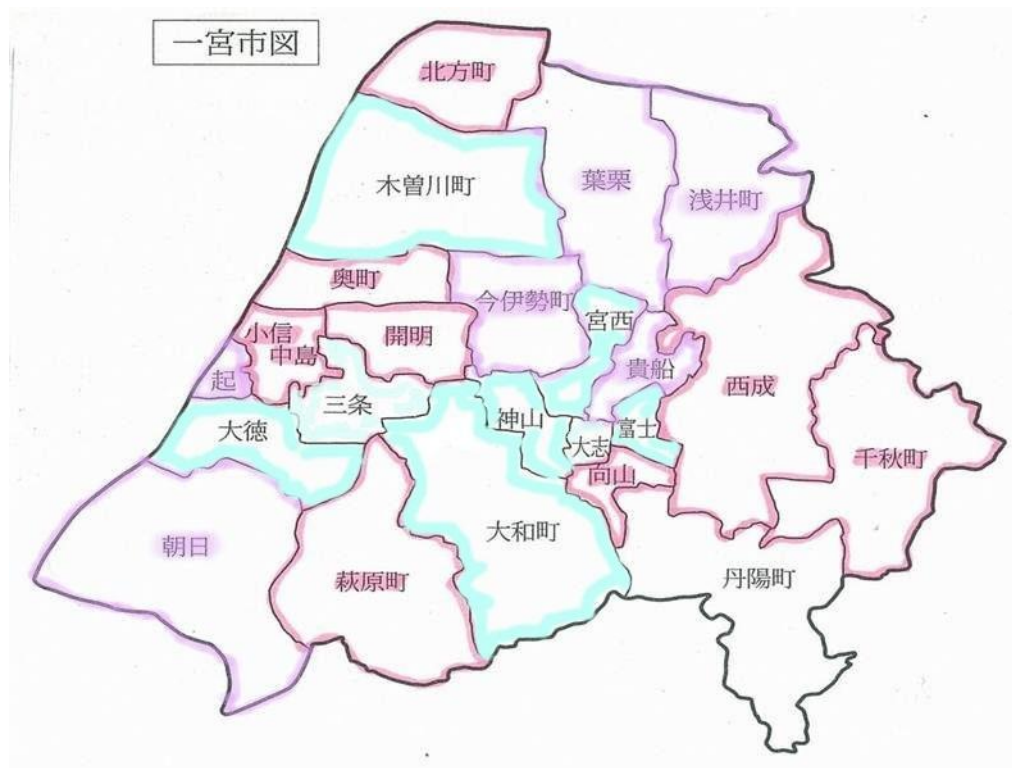 一宮市図
北方町
木曽川町
葉栗
浅井町
奥町
今伊勢町
宮西
小信
中島
開明
貴船
起
西成
三条
神山
富士
大徳
大志
千秋町
向山
大和町
朝日
萩原町
丹陽町